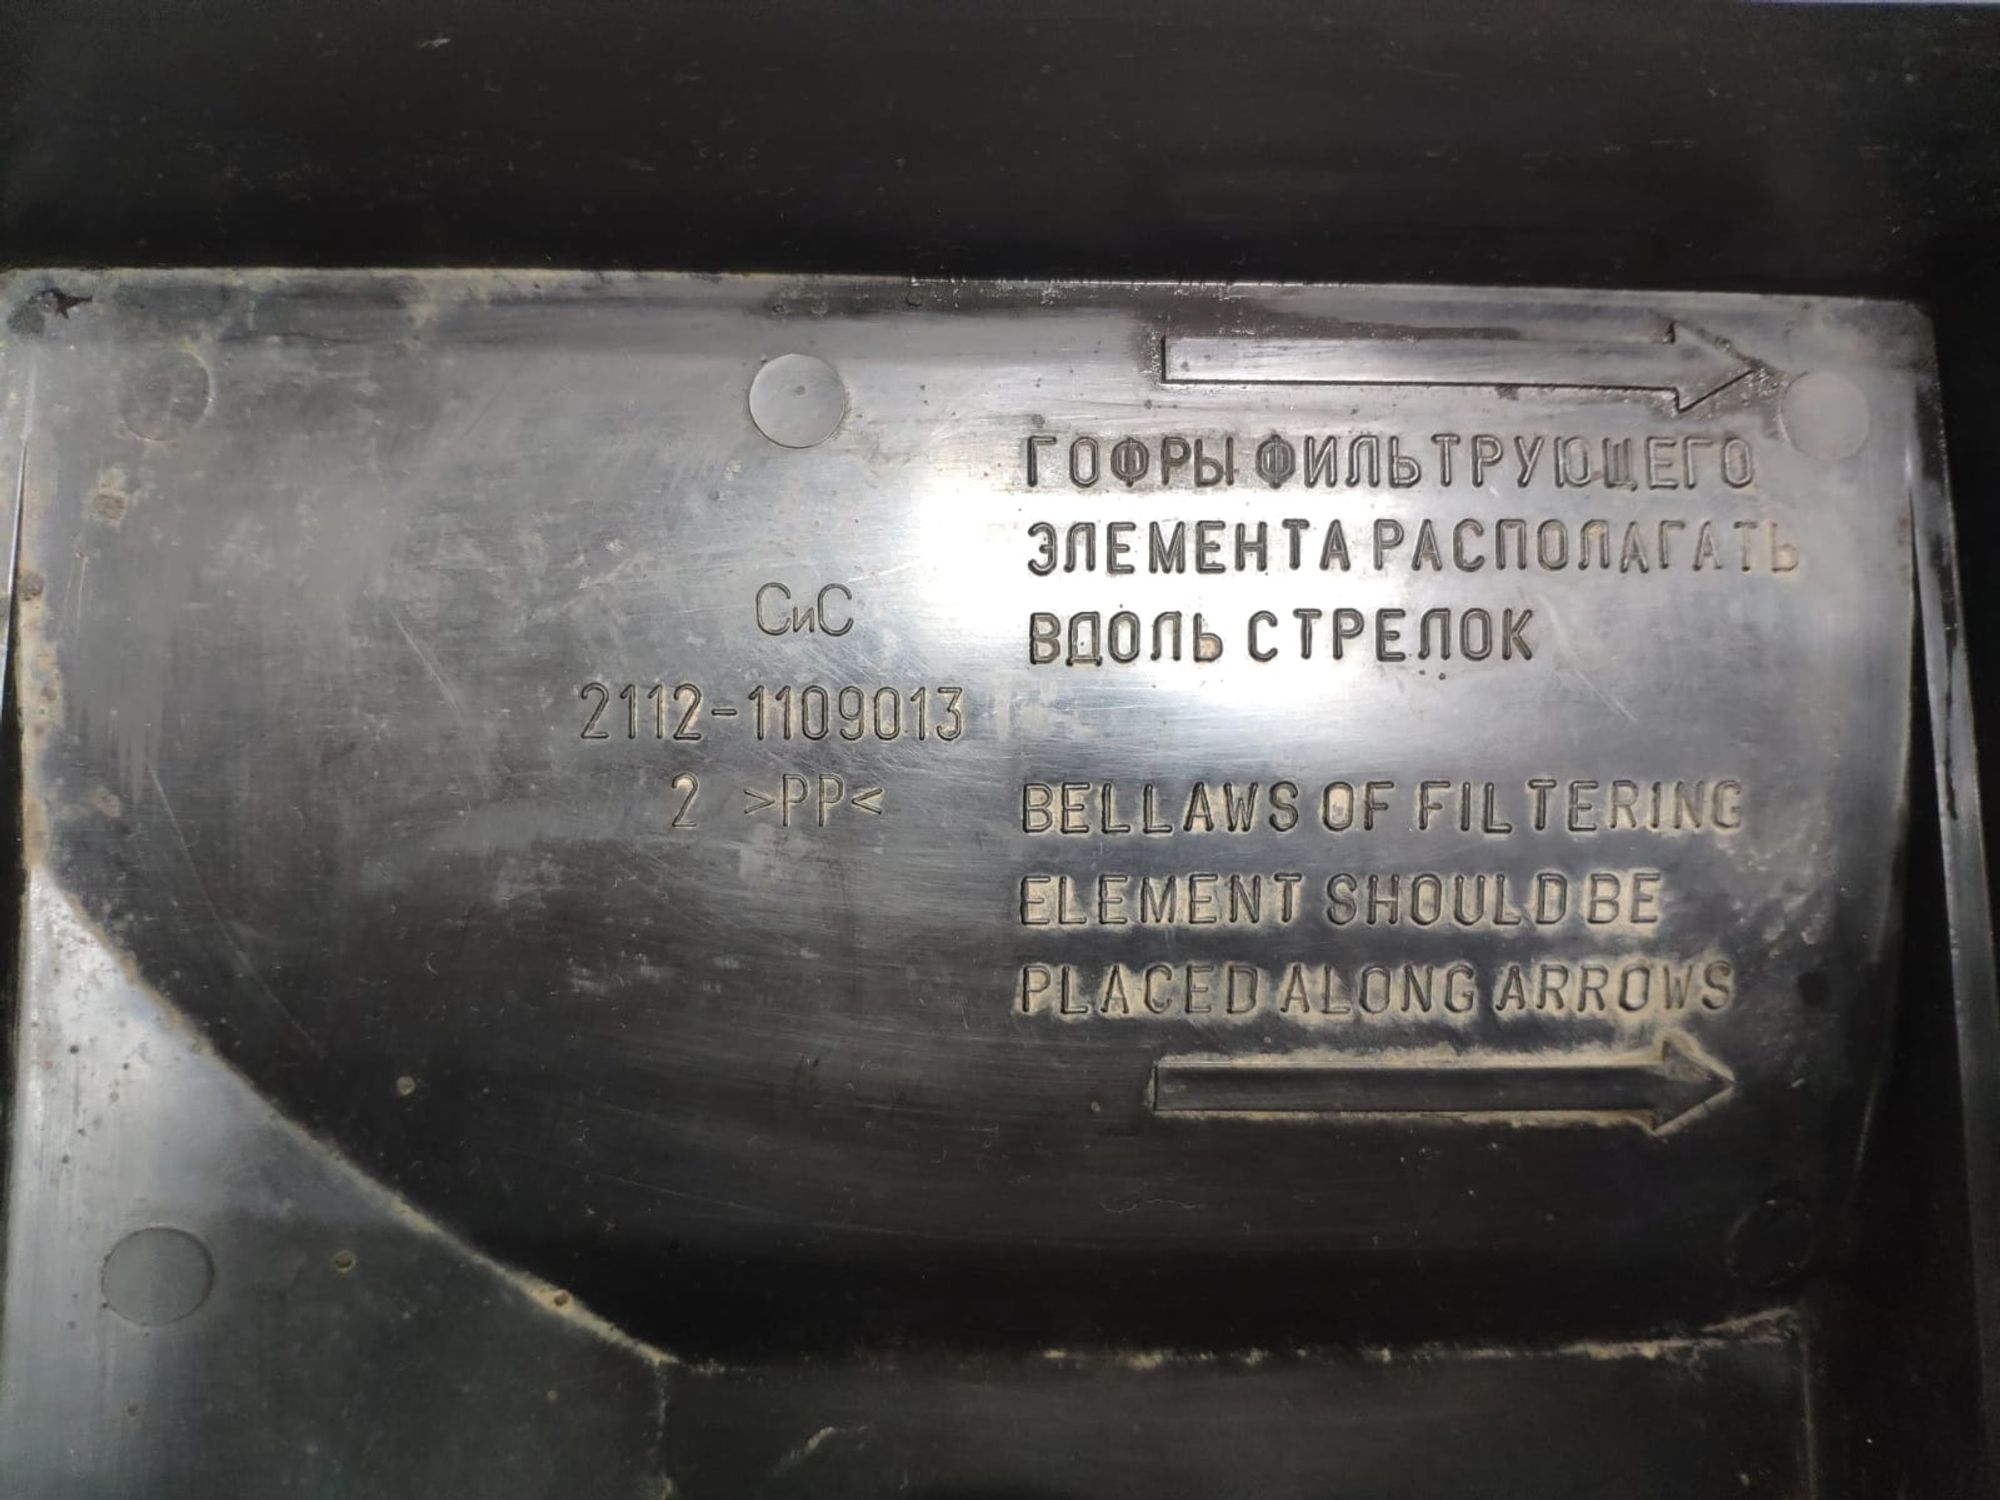 ГОФРЫ ФИЛЬТРУЮЩЕГО
ЭЛЕМЕНТА РАСПОЛАГАТЬ
ВДОЛЬ СТРЕЛОК
СиС
2112-1109013
2 >PP<
BELLAWS OF FILTERING
ELEMENT SHOULD BE
PLACED ALONG ARROWS